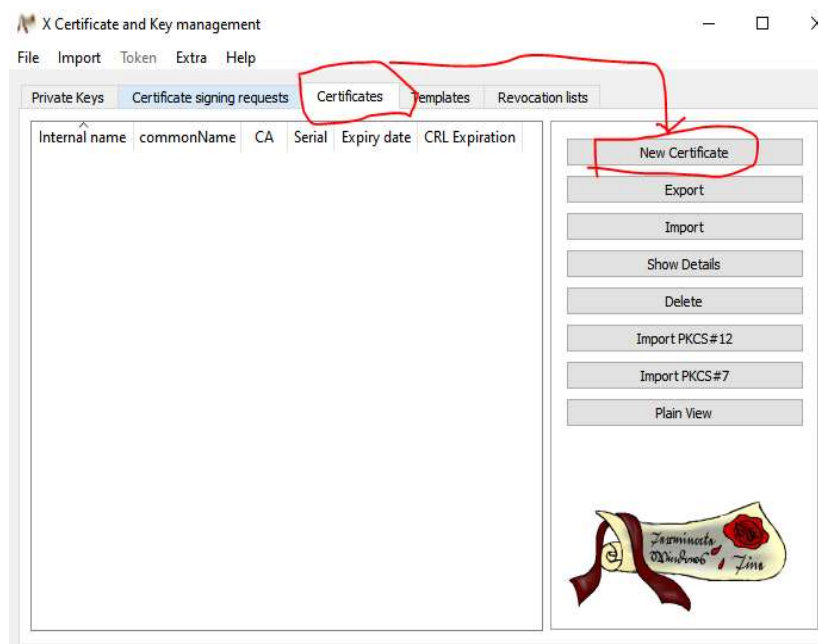 X Certificate and Key management
File Import Token Extra Help
Private Keys Certificate signing requests Certificates Templates Revocation lists
Internal name commonName CA Serial Expiry date CRL Expiration
New Certificate
Export
Import
Show Details
Delete
Import PKCS#12
Import PKCS#7
Plain View